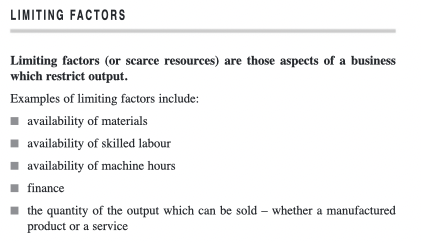 LIMITING FACTORS
Limiting factors (or scarce resources) are those aspects of a business
which restrict output.
Examples of limiting factors include:
availability of materials
availability of skilled labour
availability of machine hours
finance
the quantity of the output which can be sold – whether a manufactured
product or a service